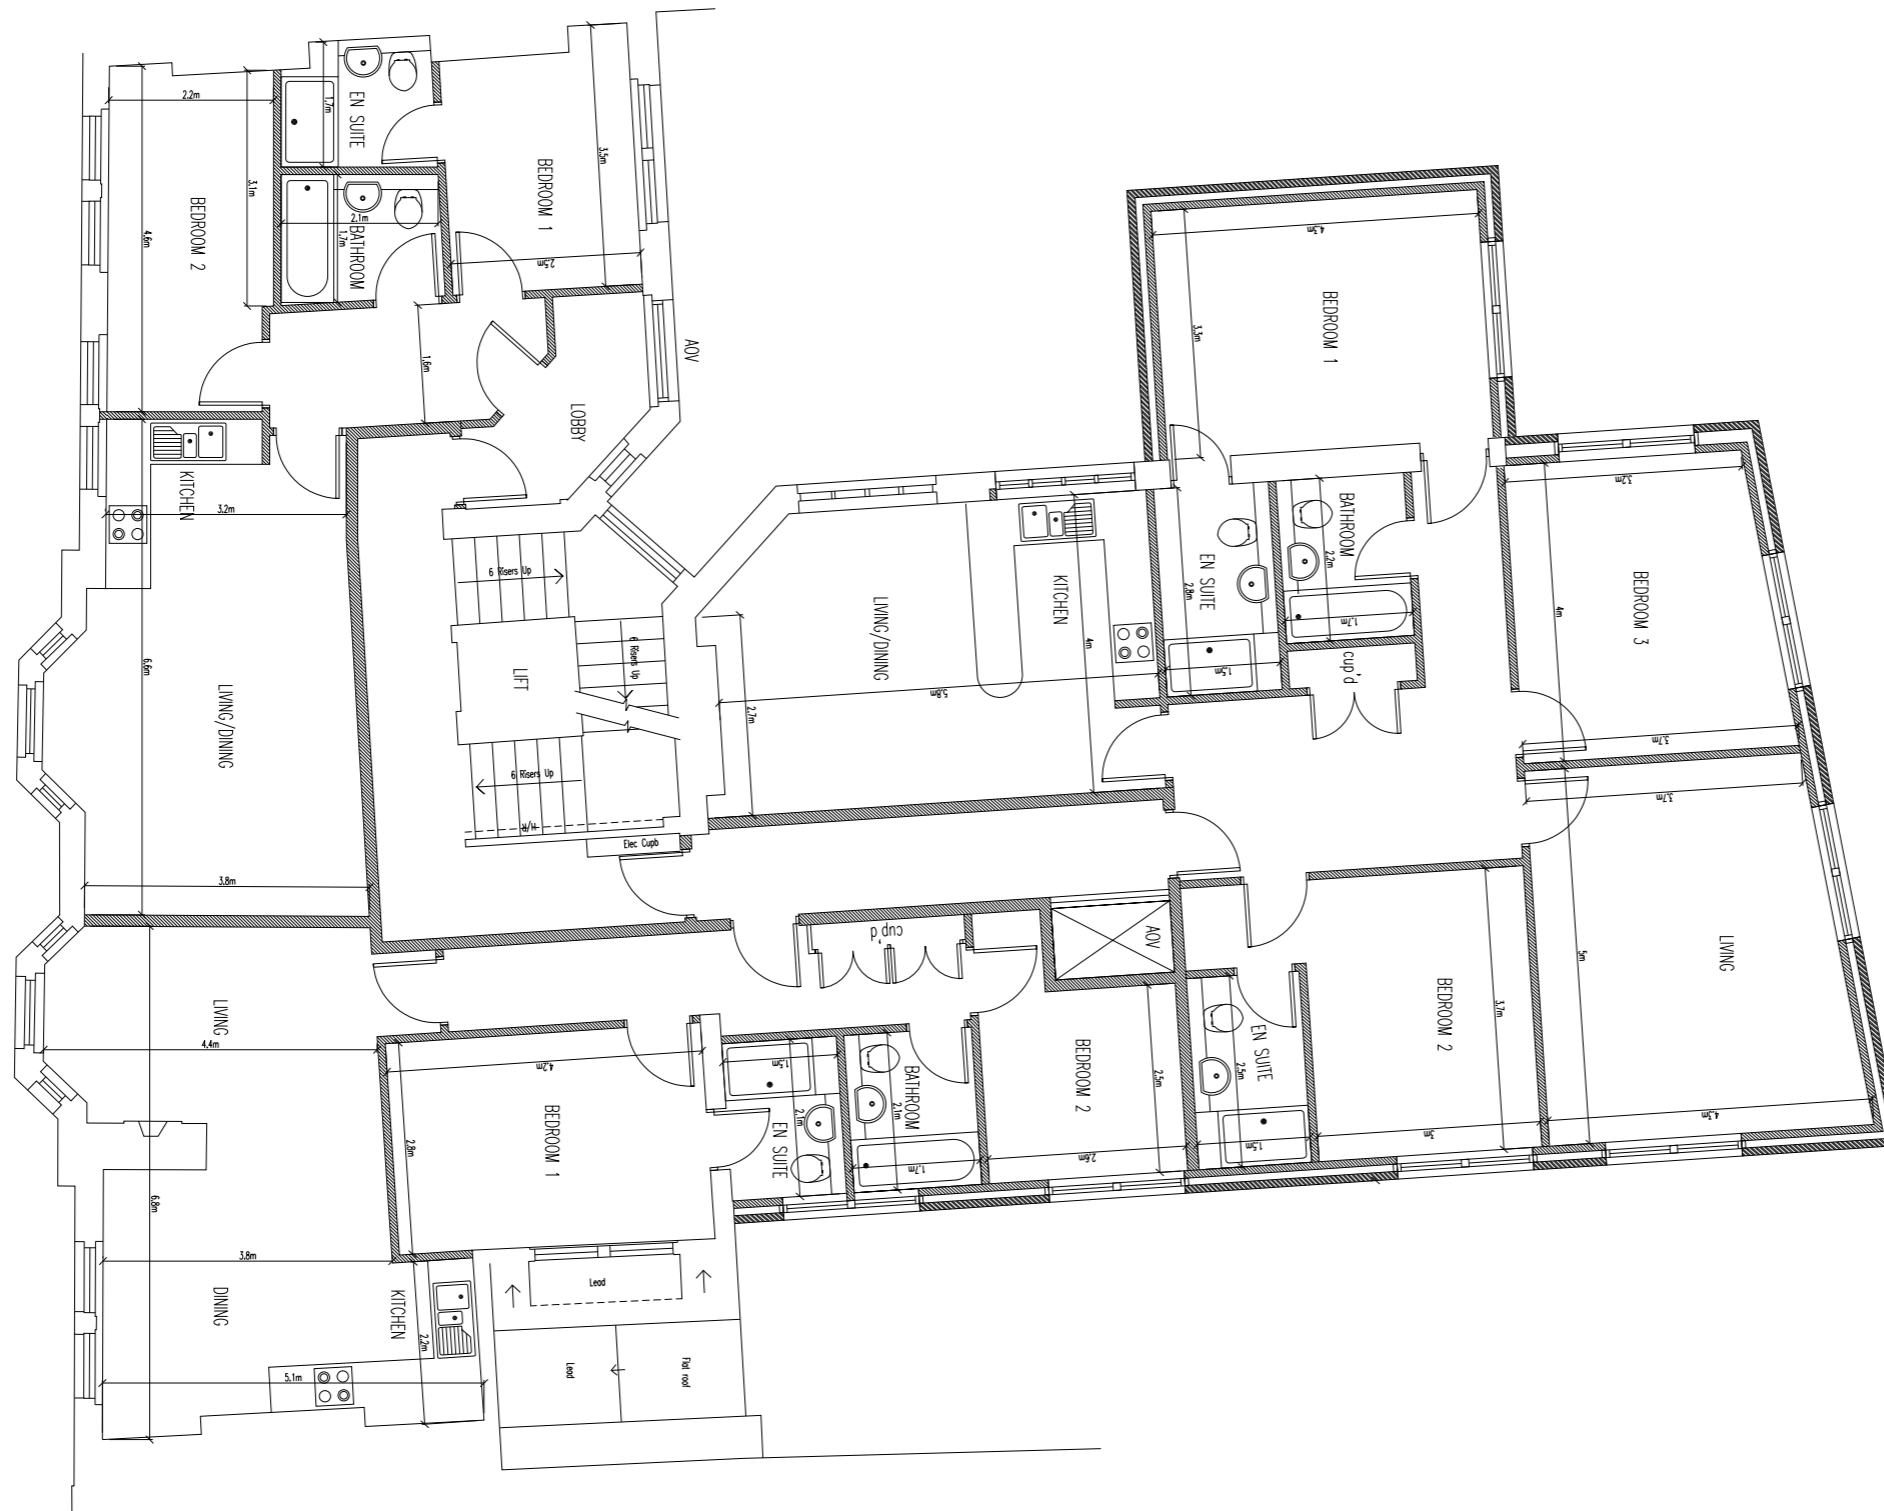 2.2m
3.1m
4.6m
BEDROOM 2
EN SUITE
1.7m
BATHROOM
2.1m
1.7m
BEDROOM 1
3.5m
2.5m
1.6m
LOBBY
AOV
KITCHEN
3.2m
6.6m
LIVING/DINING
3.8m
6 Risers Up
6 Risers Up
LIFT
6 Risers Up
H/R
Elec Cupb
LIVING/DINING
KITCHEN
4m
5.8m
2.7m
4.3m
3.3m
BEDROOM 1
EN SUITE
2.8m
1.5m
BATHROOM
2.2m
1.7m
cup'd
3.2m
BEDROOM 3
4m
3.7m
3.7m
LIVING
5m
4.3m
BEDROOM 2
3.7m
3m
EN SUITE
2.5m
1.5m
AOV
cup'd
BEDROOM 2
2.5m
2.6m
BATHROOM
2.1m
1.7m
EN SUITE
1.5m
2.1m
BEDROOM 1
4.2m
2.8m
LIVING
4.4m
6.8m
3.8m
DINING
KITCHEN
2.2m
5.1m
Lead
Lead
Flat roof